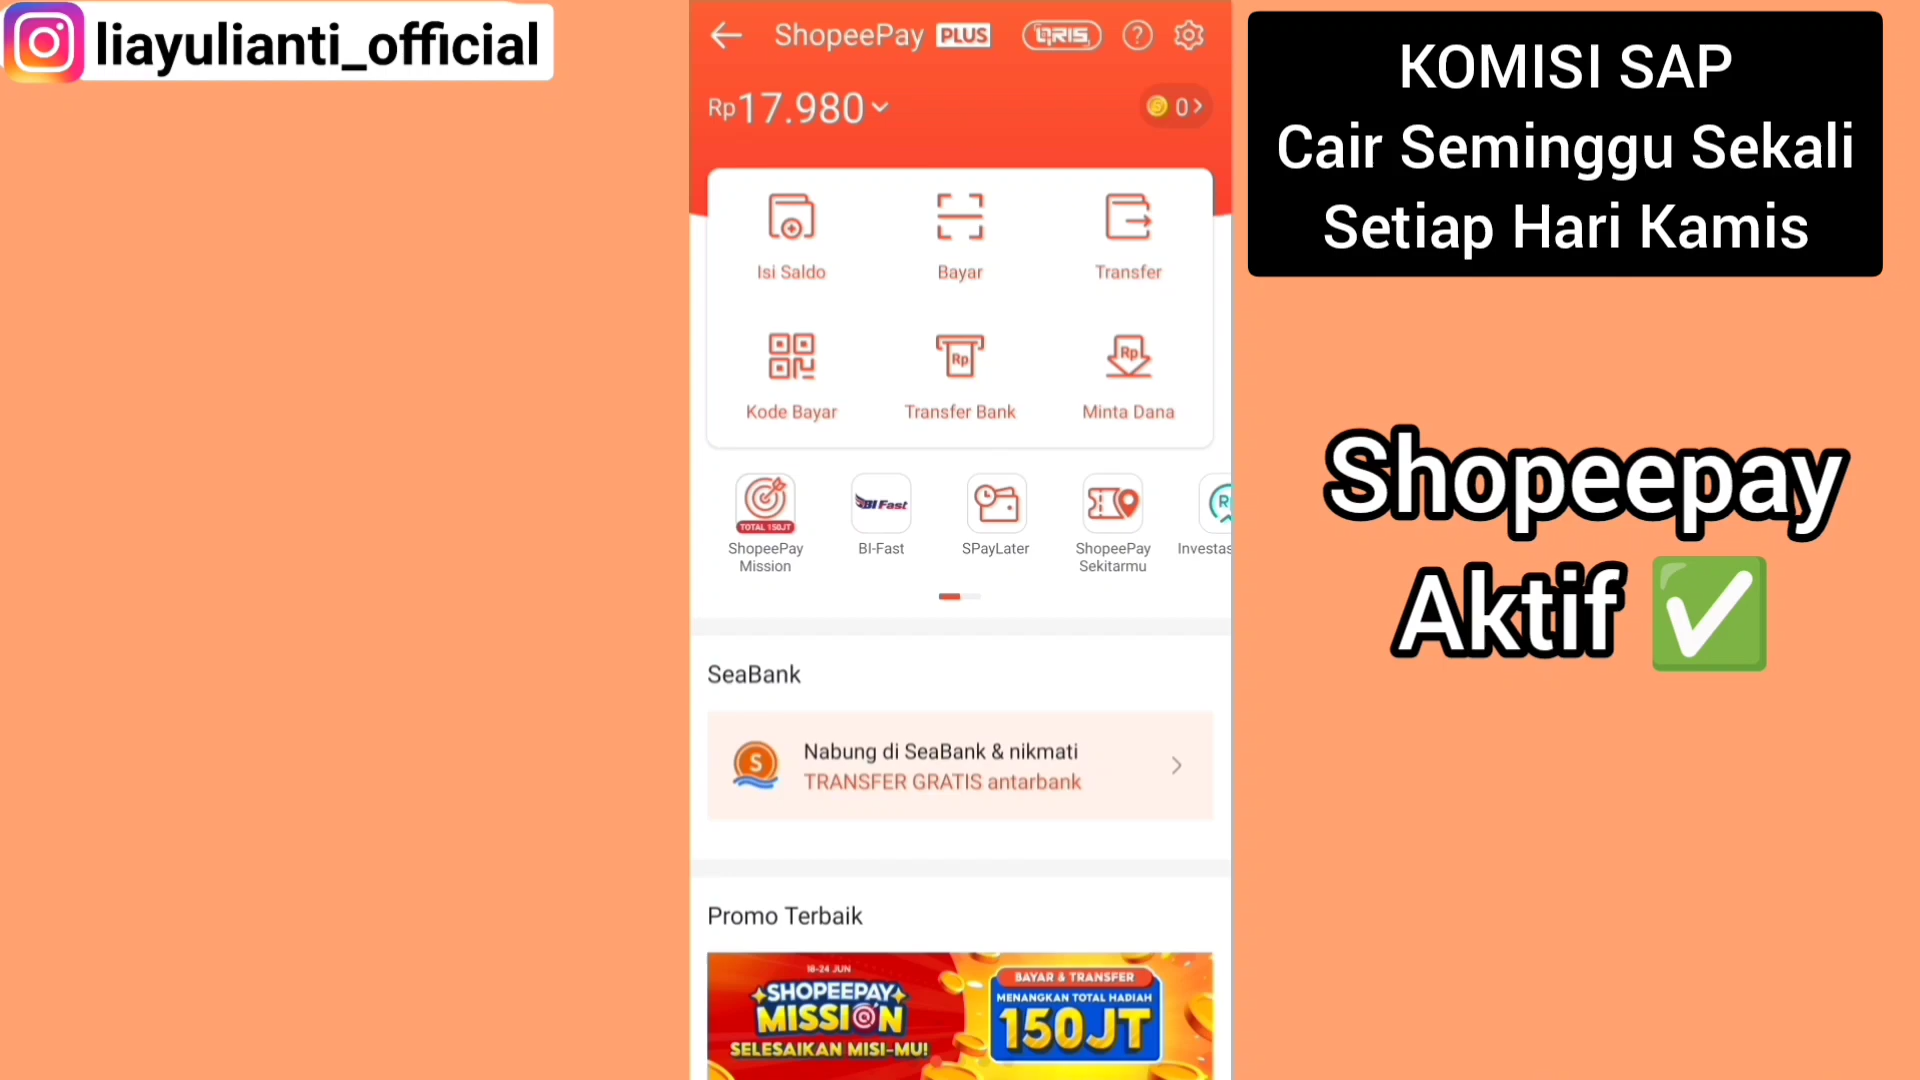 liayulianti_official
ShopeePay PLUS QRIS ?
Rp17.980
0
KOMISI SAP
Cair Seminggu Sekali
Setiap Hari Kamis
Isi Saldo Bayar Transfer
Rp Rp
Kode Bayar Transfer Bank Minta Dana
Shopeepay
Aktif
TOTAL 150JT
BI Fast
ShopeePay Mission
BI-Fast
SPayLater
ShopeePay Sekitarmu
Investas
SeaBank
Nabung di SeaBank & nikmati
TRANSFER GRATIS antarbank
Promo Terbaik
18-24 JUN
SHOPEEPAY
MISSION
SELESAIKAN MISI-MU!
BAYAR & TRANSFER
MENANGKAN TOTAL HADIAH
150JT